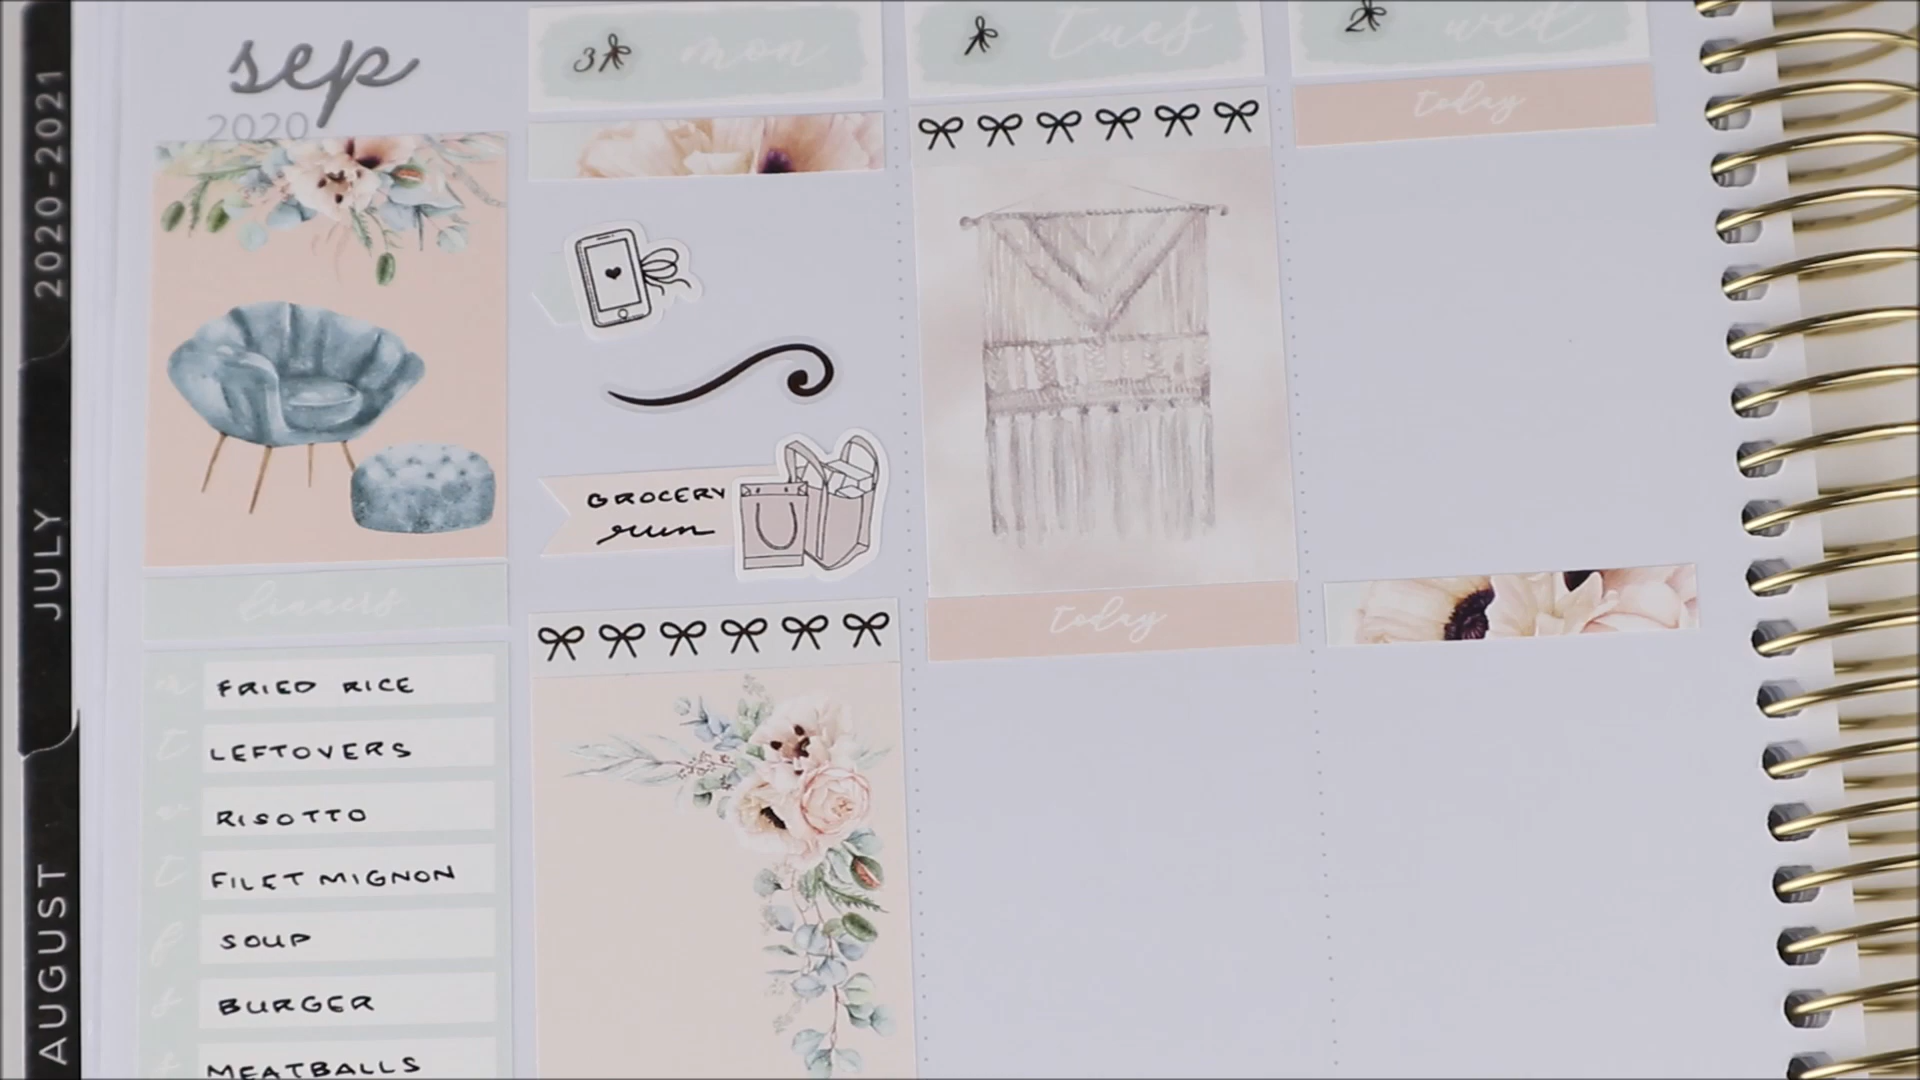 2020-2021
JULY
AUGUST
sep
2020
3 mon
tues
2 wed
today
GROCERY
run
today
dinners
FRIED RICE
LEFTOVERS
RISOTTO
FILET MIGNON
SOUP
BURGER
MEATBALLS